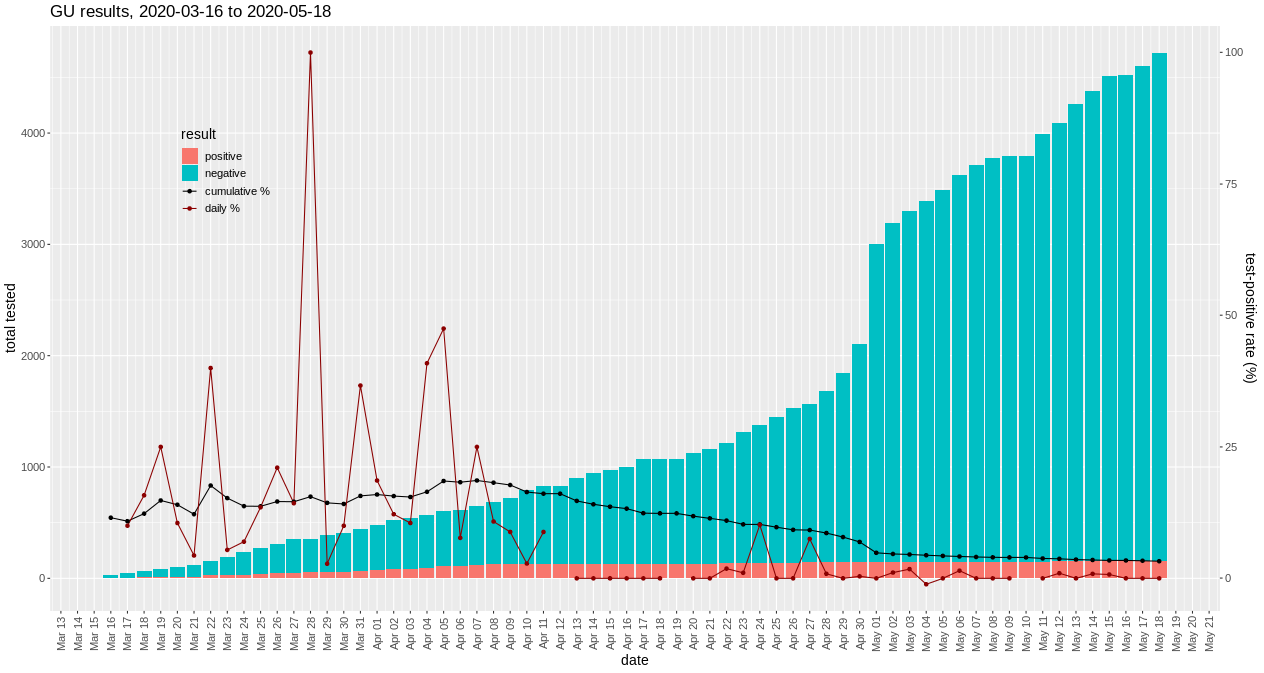 GU results, 2020-03-16 to 2020-05-18
total tested
4000
3000
2000
1000
0
result
positive
negative
cumulative %
daily %
100
75
50
25
0
test-positive rate (%)
Mar 13
Mar 14
Mar 15
Mar 16
Mar 17
Mar 18
Mar 19
Mar 20
Mar 21
Mar 22
Mar 23
Mar 24
Mar 25
Mar 26
Mar 27
Mar 28
Mar 29
Mar 30
Mar 31
Apr 01
Apr 02
Apr 03
Apr 04
Apr 05
Apr 06
Apr 07
Apr 08
Apr 09
Apr 10
Apr 11
Apr 12
Apr 13
Apr 14
Apr 15
Apr 16
Apr 17
Apr 18
Apr 19
Apr 20
Apr 21
Apr 22
Apr 23
Apr 24
Apr 25
Apr 26
Apr 27
Apr 28
Apr 29
Apr 30
May 01
May 02
May 03
May 04
May 05
May 06
May 07
May 08
May 09
May 10
May 11
May 12
May 13
May 14
May 15
May 16
May 17
May 18
May 19
May 20
May 21
date